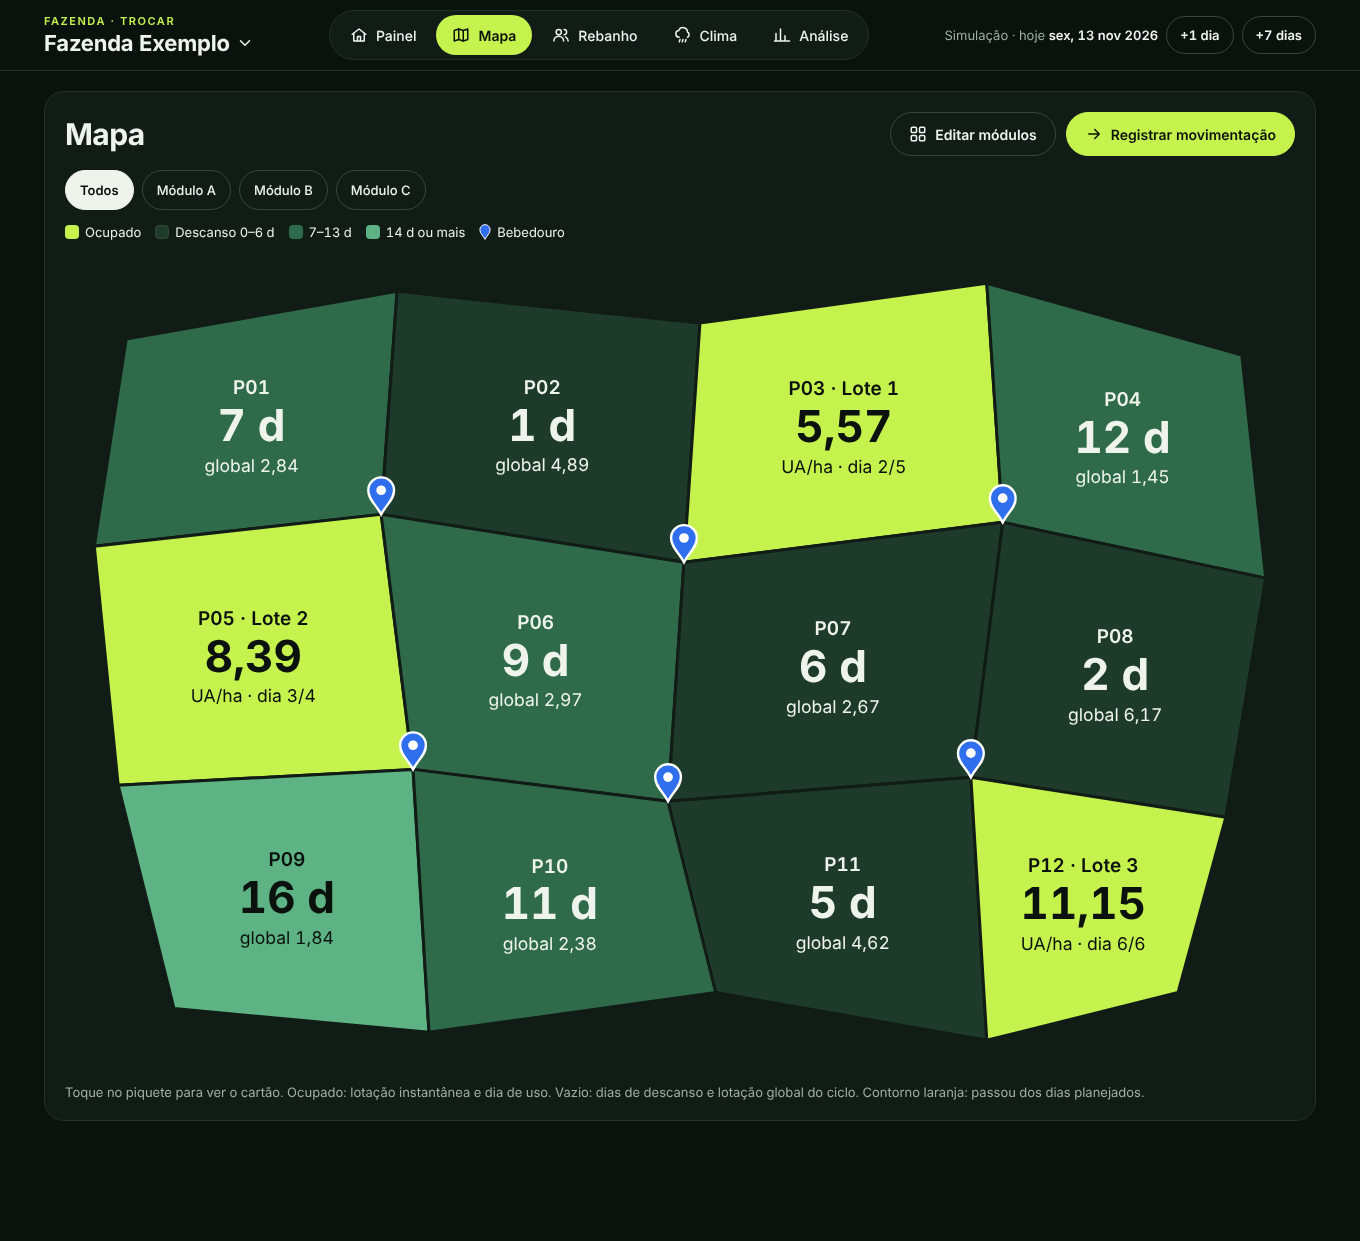 FAZENDA · TROCAR
Fazenda Exemplo
Painel
Mapa
Rebanho
Clima
Análise
Simulação · hoje sex, 13 nov 2026
+1 dia
+7 dias
Mapa
Editar módulos
Registrar movimentação
Todos
Módulo A
Módulo B
Módulo C
Ocupado
Descanso 0–6 d
7–13 d
14 d ou mais
Bebedouro
P01
7 d
global 2,84
P02
1 d
global 4,89
P03 · Lote 1
5,57
UA/ha · dia 2/5
P04
12 d
global 1,45
P05 · Lote 2
8,39
UA/ha · dia 3/4
P06
9 d
global 2,97
P07
6 d
global 2,67
P08
2 d
global 6,17
P09
16 d
global 1,84
P10
11 d
global 2,38
P11
5 d
global 4,62
P12 · Lote 3
11,15
UA/ha · dia 6/6
Toque no piquete para ver o cartão. Ocupado: lotação instantânea e dia de uso. Vazio: dias de descanso e lotação global do ciclo. Contorno laranja: passou dos dias planejados.